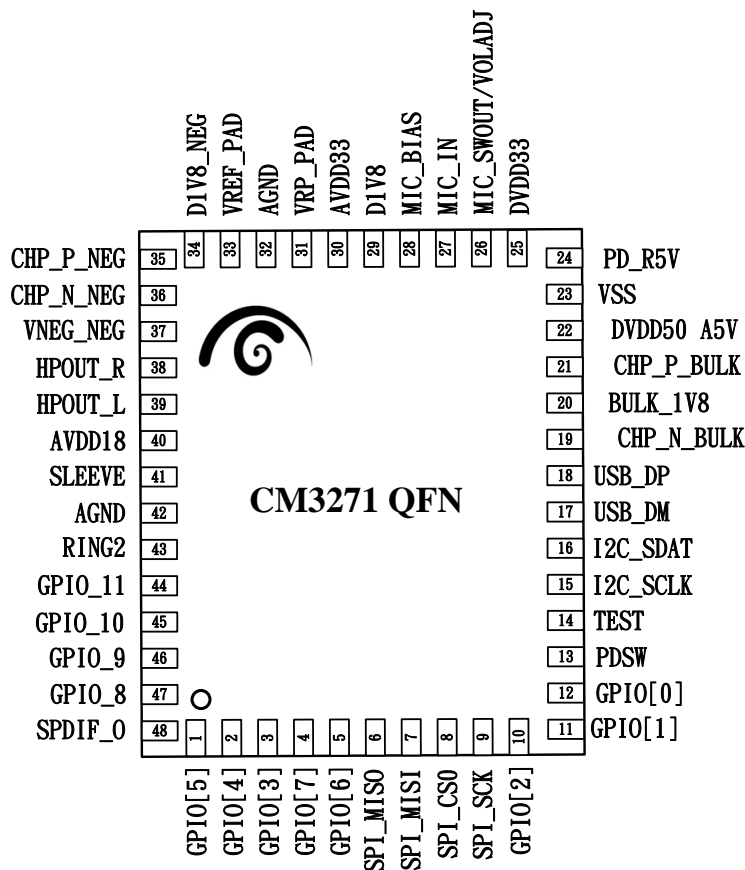 D1V8_NEG
VREF_PAD
AGND
VRP_PAD
AVDD33
D1V8
MIC_BIAS
MIC_IN
MIC_SWOUT/VOLADJ
DVDD33
34
33
32
31
30
29
28
27
26
25
CHP_P_NEG 35
CHP_N_NEG 36
VNEG_NEG 37
HPOUT_R 38
HPOUT_L 39
AVDD18 40
SLEEVE 41
AGND 42
RING2 43
GPIO_11 44
GPIO_10 45
GPIO_9 46
GPIO_8 47
SPDIF_O 48
CM3271 QFN
24 PD_R5V
23 VSS
22 DVDD50 A5V
21 CHP_P_BULK
20 BULK_1V8
19 CHP_N_BULK
18 USB_DP
17 USB_DM
16 I2C_SDAT
15 I2C_SCLK
14 TEST
13 PDSW
12 GPIO[0]
11 GPIO[1]
1
2
3
4
5
6
7
8
9
10
GPIO[5]
GPIO[4]
GPIO[3]
GPIO[7]
GPIO[6]
SPI_MISO
SPI_MISI
SPI_CS0
SPI_SCK
GPIO[2]